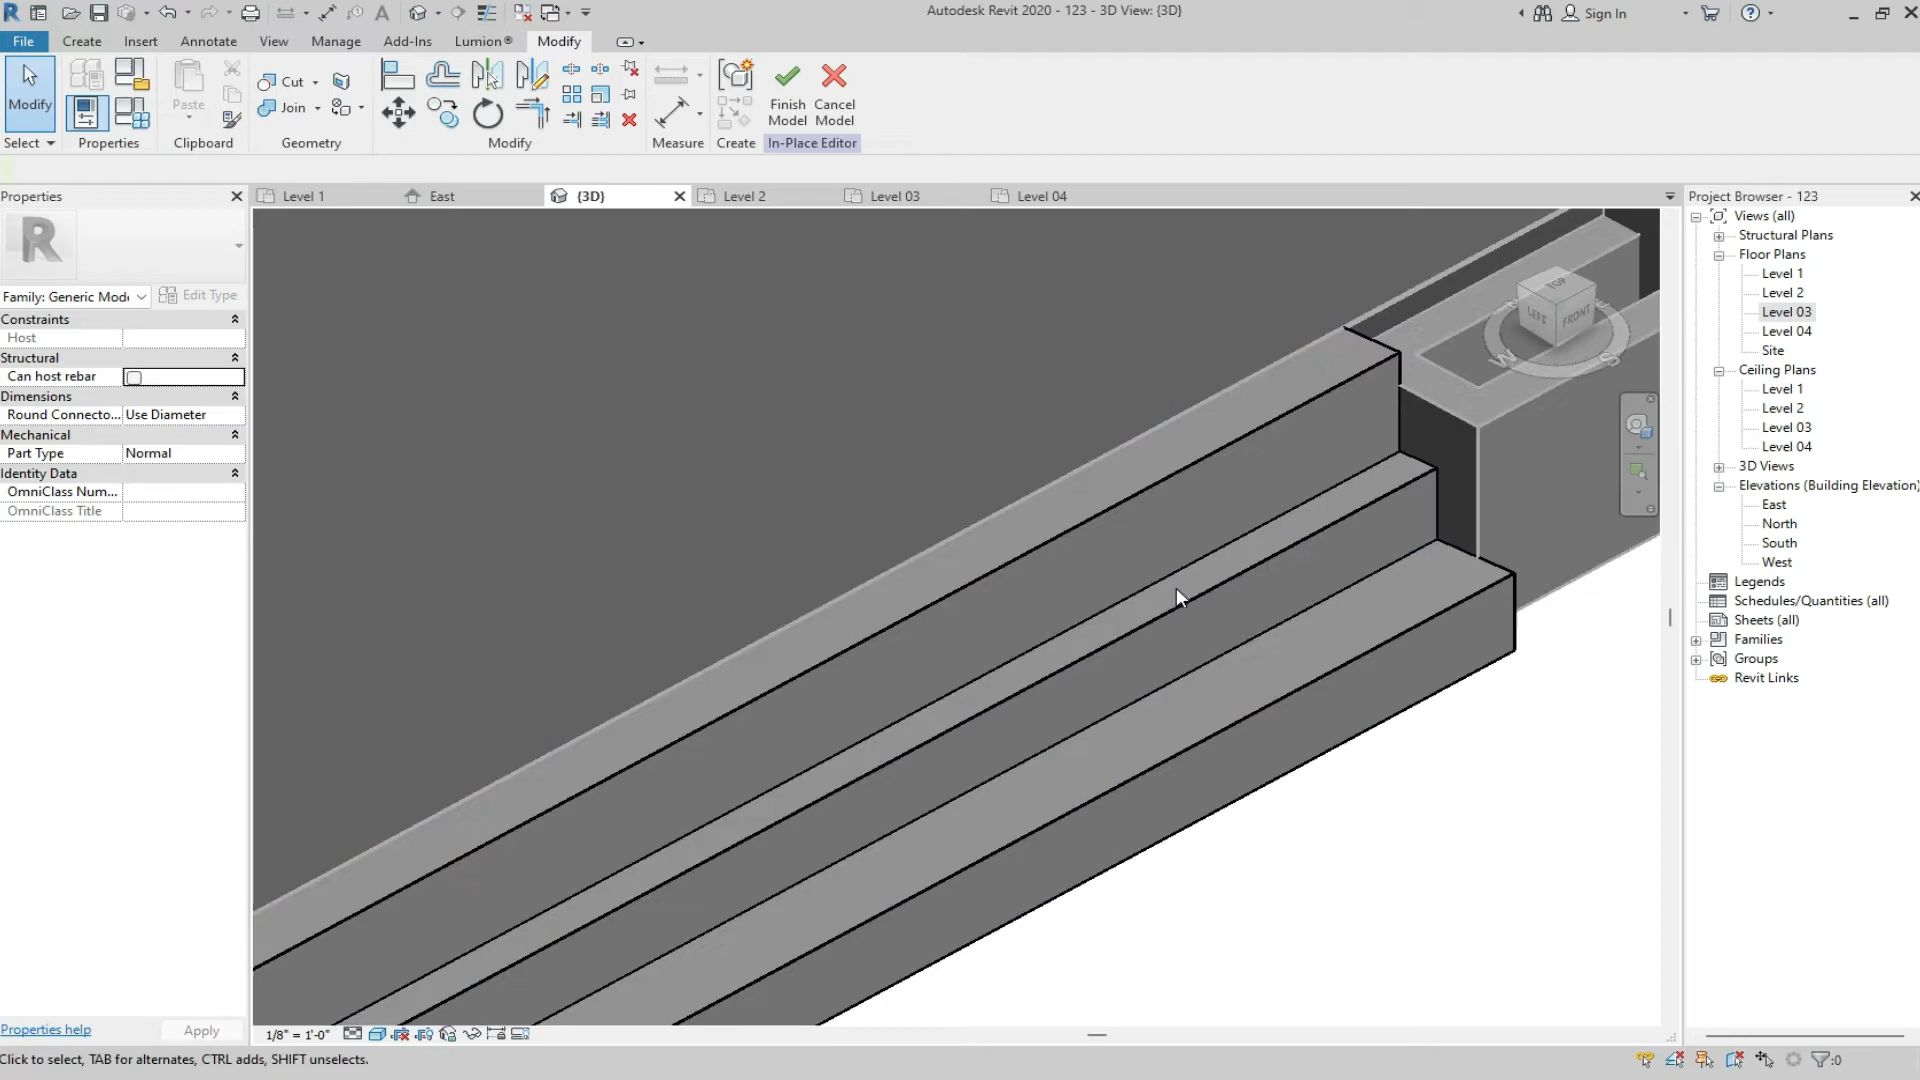 Autodesk Revit 2020 - 123 - 3D View: {3D}
Sign In
File Create Insert Annotate View Manage Add-Ins Lumion® Modify
Modify Paste Cut Join Finish Model Cancel Model
Select Properties Clipboard Geometry Modify Measure Create In-Place Editor
Properties
Level 1 East {3D} Level 2 Level 03 Level 04
Project Browser - 123
R
Family: Generic Mod Edit Type
Constraints
Host
Structural
Can host rebar
Dimensions
Round Connecto... Use Diameter
Mechanical
Part Type Normal
Identity Data
OmniClass Num...
OmniClass Title
Properties help Apply
TOP
LEFT FRONT
W S
Views (all)
Structural Plans
Floor Plans
Level 1
Level 2
Level 03
Level 04
Site
Ceiling Plans
Level 1
Level 2
Level 03
Level 04
3D Views
Elevations (Building Elevation)
East
North
South
West
Legends
Schedules/Quantities (all)
Sheets (all)
Families
Groups
Revit Links
1/8" = 1'-0"
Click to select, TAB for alternates, CTRL adds, SHIFT unselects.
:0